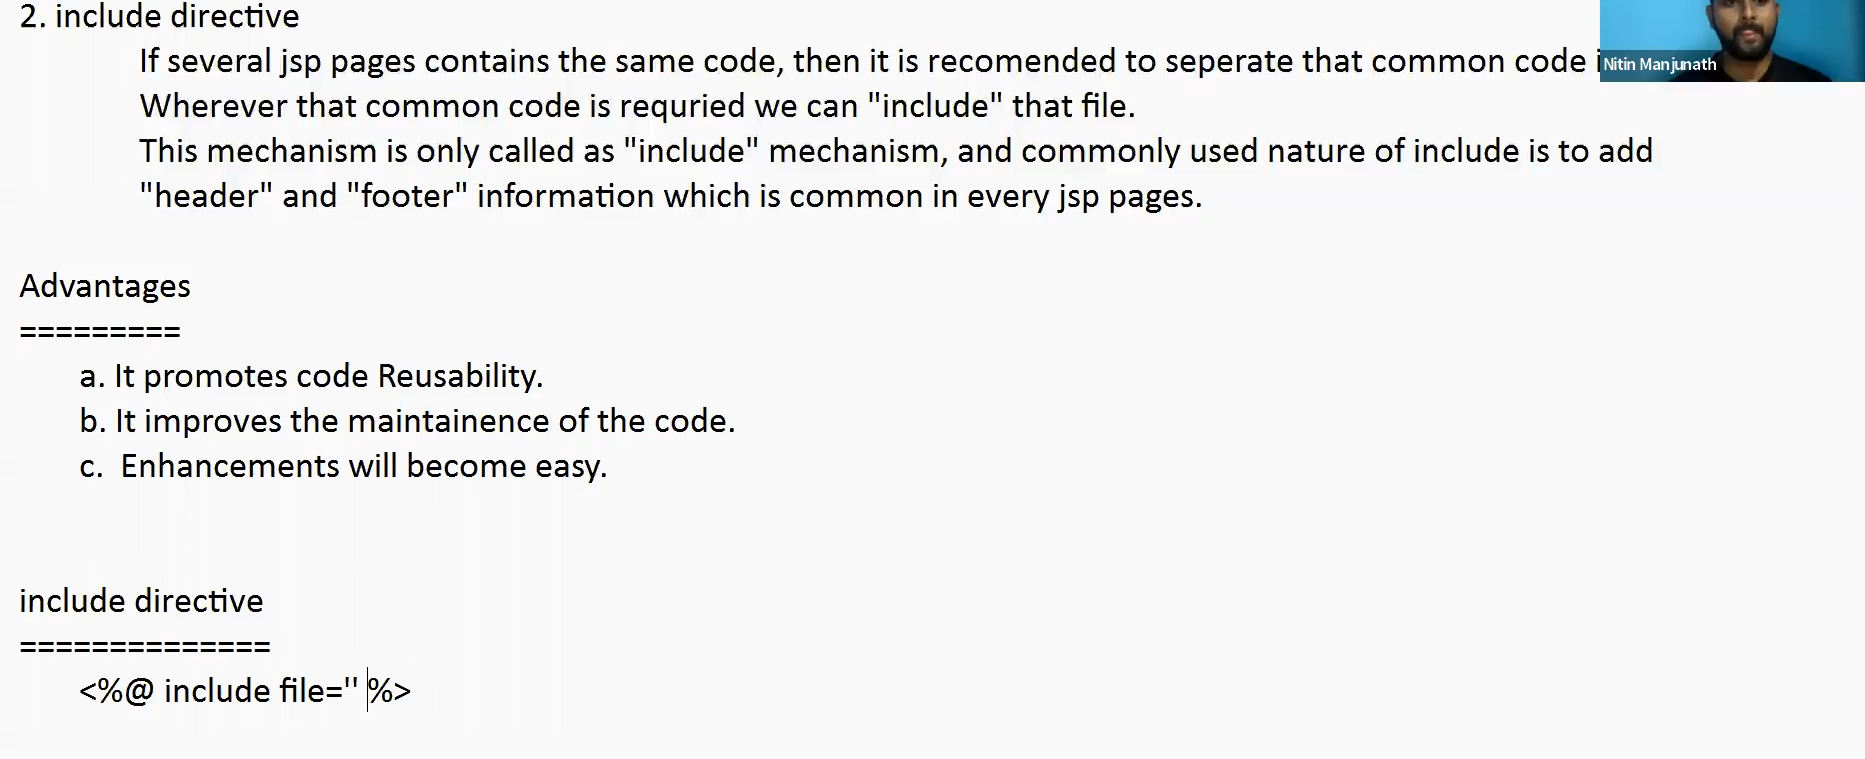 2. include directive
If several jsp pages contains the same code, then it is recomended to seperate that common code
Nitin Manjunath
Wherever that common code is requried we can "include" that file.
This mechanism is only called as "include" mechanism, and commonly used nature of include is to add
"header" and "footer" information which is common in every jsp pages.
Advantages
=========
a. It promotes code Reusability.
b. It improves the maintainence of the code.
c. Enhancements will become easy.
include directive
==============
<%@ include file='' %>